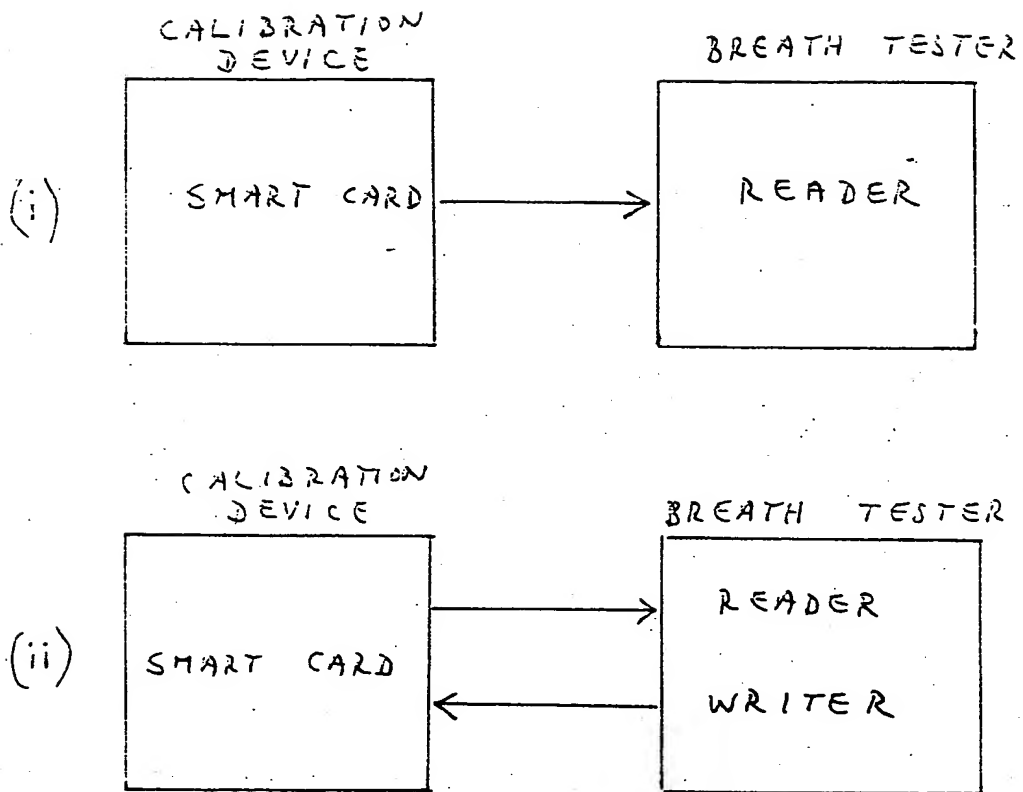 CALIBRATION
DEVICE
BREATH TESTER
(i)
SMART CARD
READER
CALIBRATION
DEVICE
BREATH TESTER
(ii)
READER
SMART CARD
WRITER